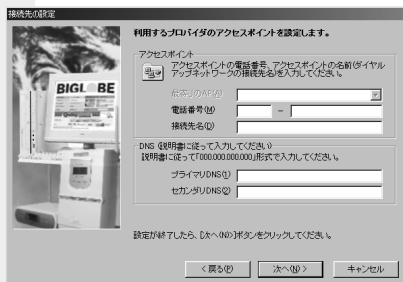 接続先の設定
利用するプロバイダのアクセスポイントを設定します。
BIGLOBE
アクセスポイント
アクセスポイントの電話番号、アクセスポイントの名前(ダイヤル
アップネットワークの接続先名)を入力してください。
最寄りのAP(A)
電話番号(M) -
接続先名(D)
DNS (説明書に従って入力してください)
説明書に従って「000.000.000.000」形式で入力してください。
プライマリDNS(1)
セカンダリDNS(2)
設定が終了したら、[次へ(N)>]ボタンをクリックしてください。
<戻る(P) 次へ(N)> キャンセル